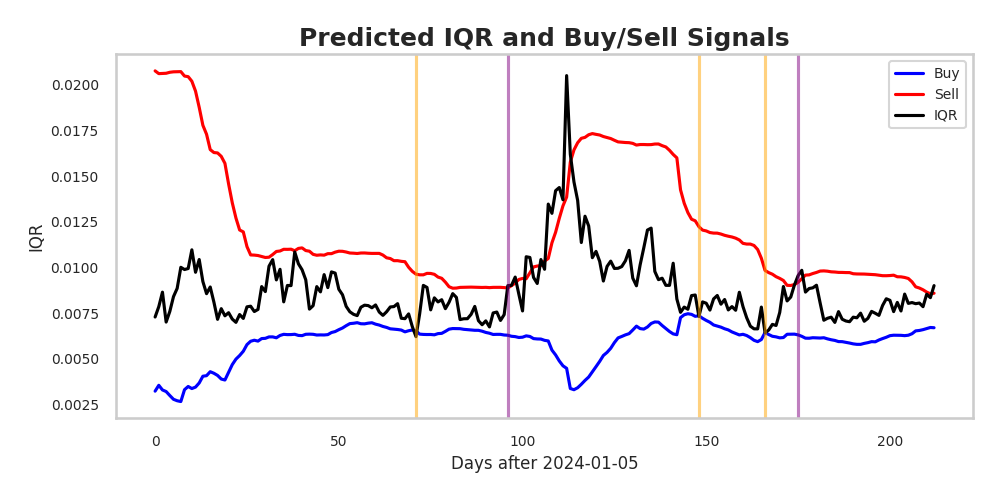 Predicted IQR and Buy/Sell Signals
Buy
Sell
IQR
IQR
0.0200
0.0175
0.0150
0.0125
0.0100
0.0075
0.0050
0.0025
0 50 100 150 200
Days after 2024-01-05